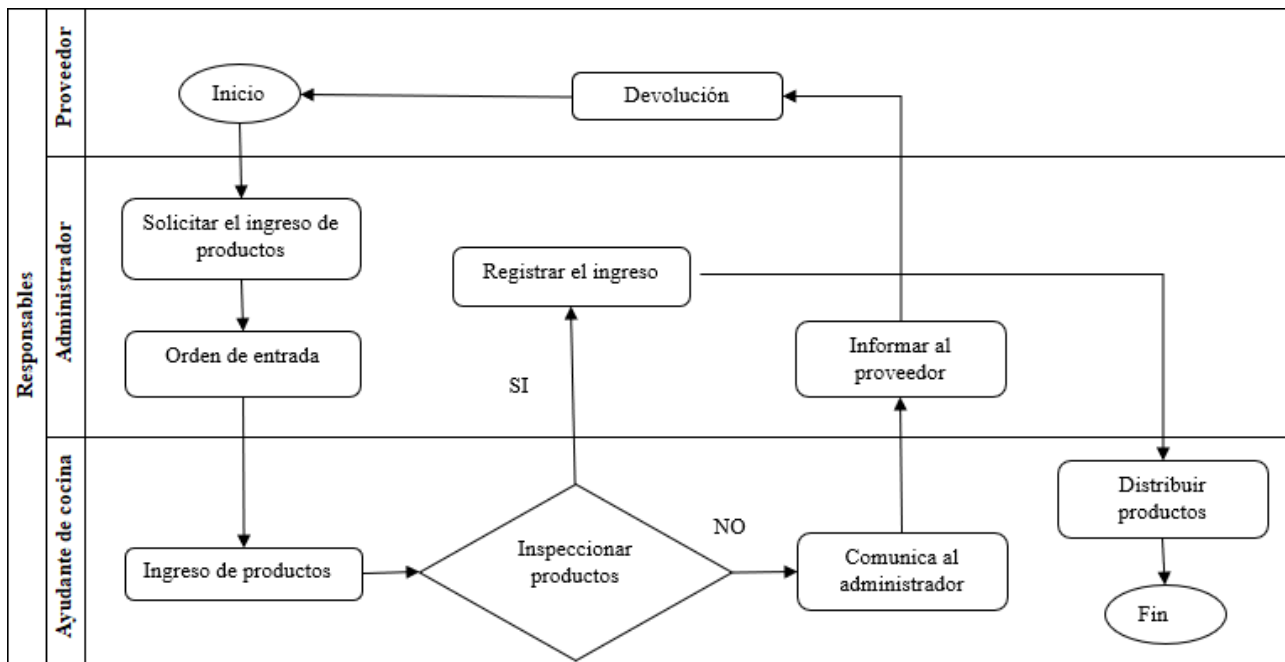 Responsables
Proveedor
Inicio
Devolución
Administrador
Solicitar el ingreso de
productos
Registrar el ingreso
Orden de entrada
Informar al
proveedor
SI
Ayudante de cocina
Ingreso de productos
Inspeccionar
productos
NO
Comunica al
administrador
Distribuir
productos
Fin